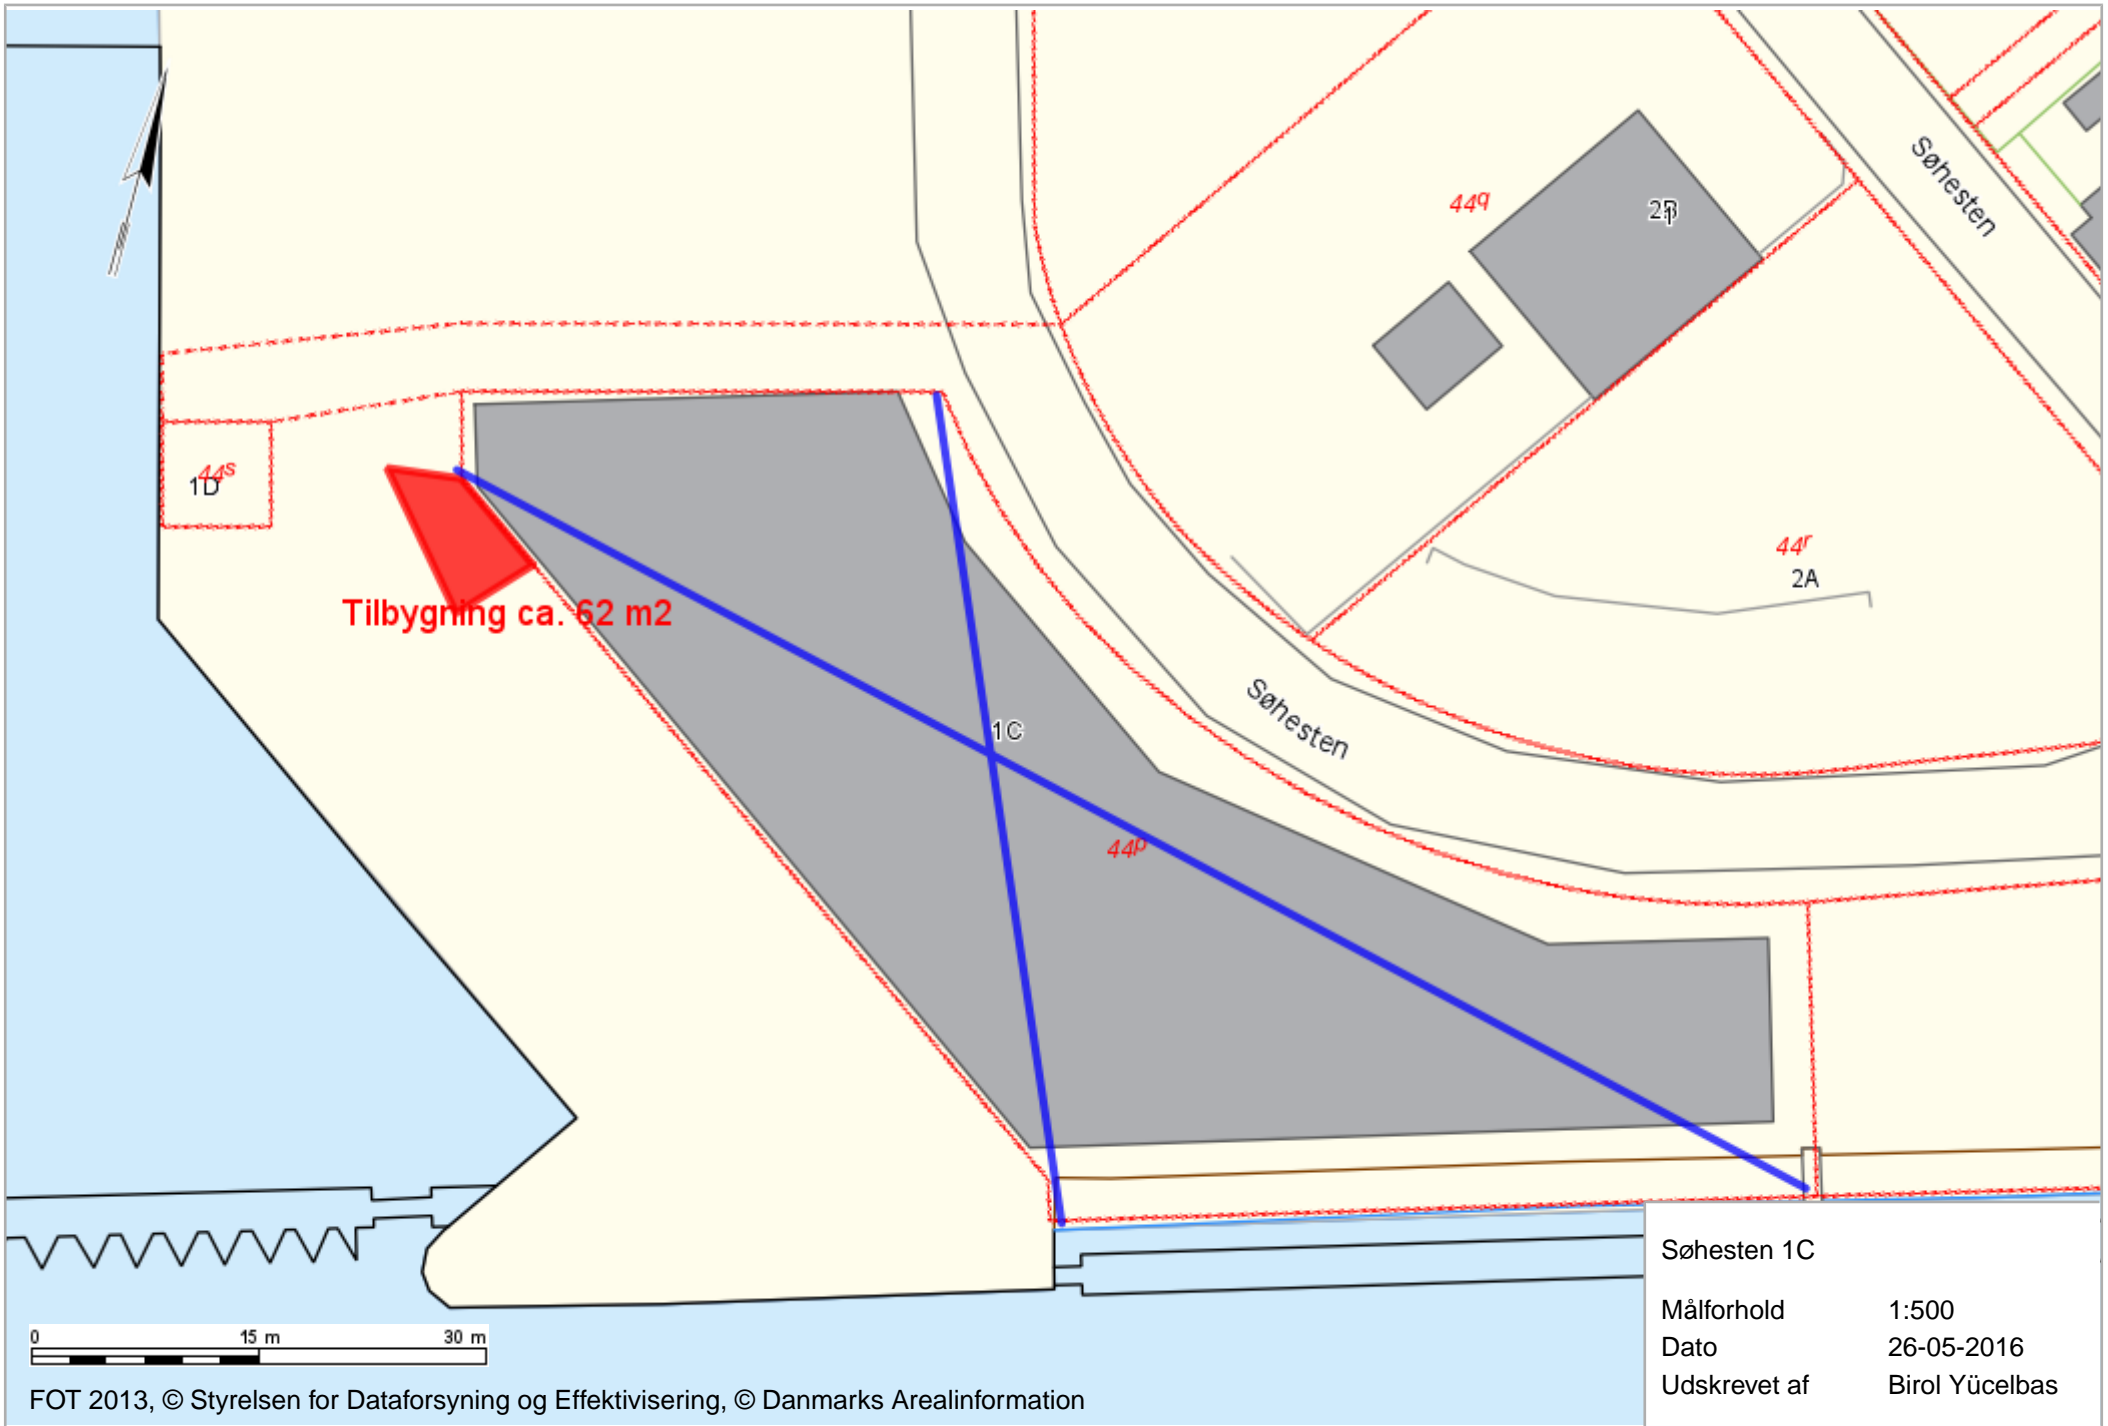 Søhesten
44q
44s
1D
44r
2A
Tilbygning ca. 62 m2
Søhesten
1C
44p
Søhesten 1C
Målforhold 1:500
Dato 26-05-2016
Udskrevet af Birol Yücelbas
0 15 m 30 m
FOT 2013, © Styrelsen for Dataforsyning og Effektivisering, © Danmarks Arealinformation